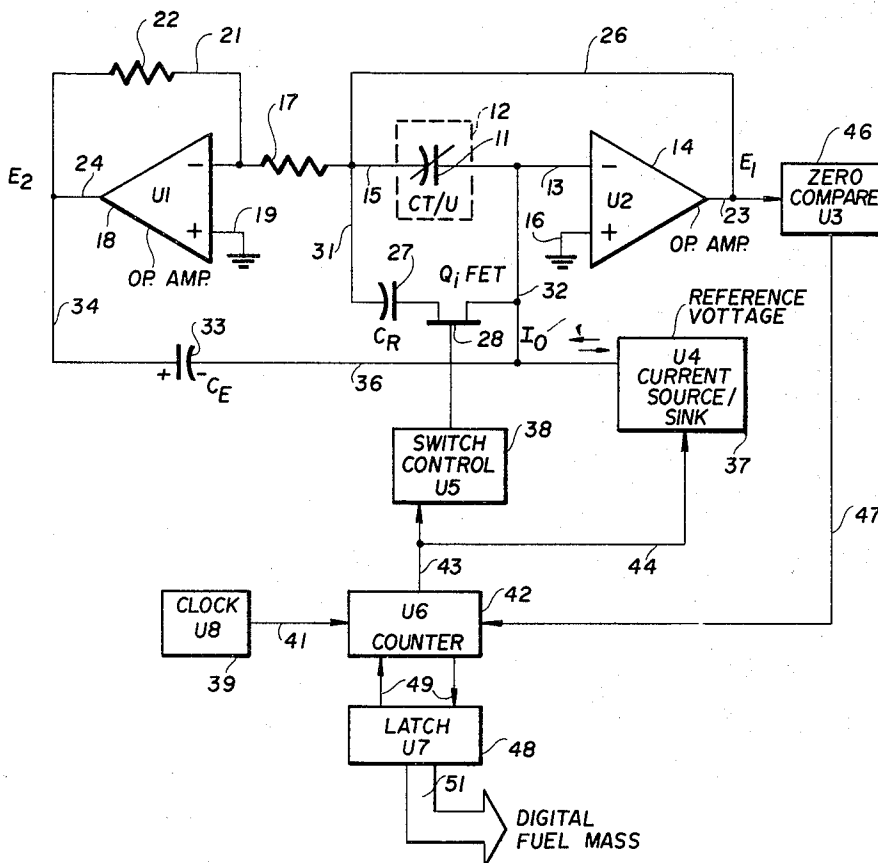 22
21
26
17
12
11
14
46
E2
24
U1
−
+
18
19
OP. AMP.
15
CT/U
13
−
U2
+
16
OP. AMP.
E1
23
ZERO
COMPARE
U3
31
27
Qi FET
32
CR
28
34
33
+
−
CE
36
I0
REFERENCE
VOTTAGE
U4
CURRENT
SOURCE/
SINK
37
SWITCH
CONTROL
U5
38
47
43
44
CLOCK
U8
39
41
U6
COUNTER
42
49
LATCH
U7
48
51
DIGITAL
FUEL MASS